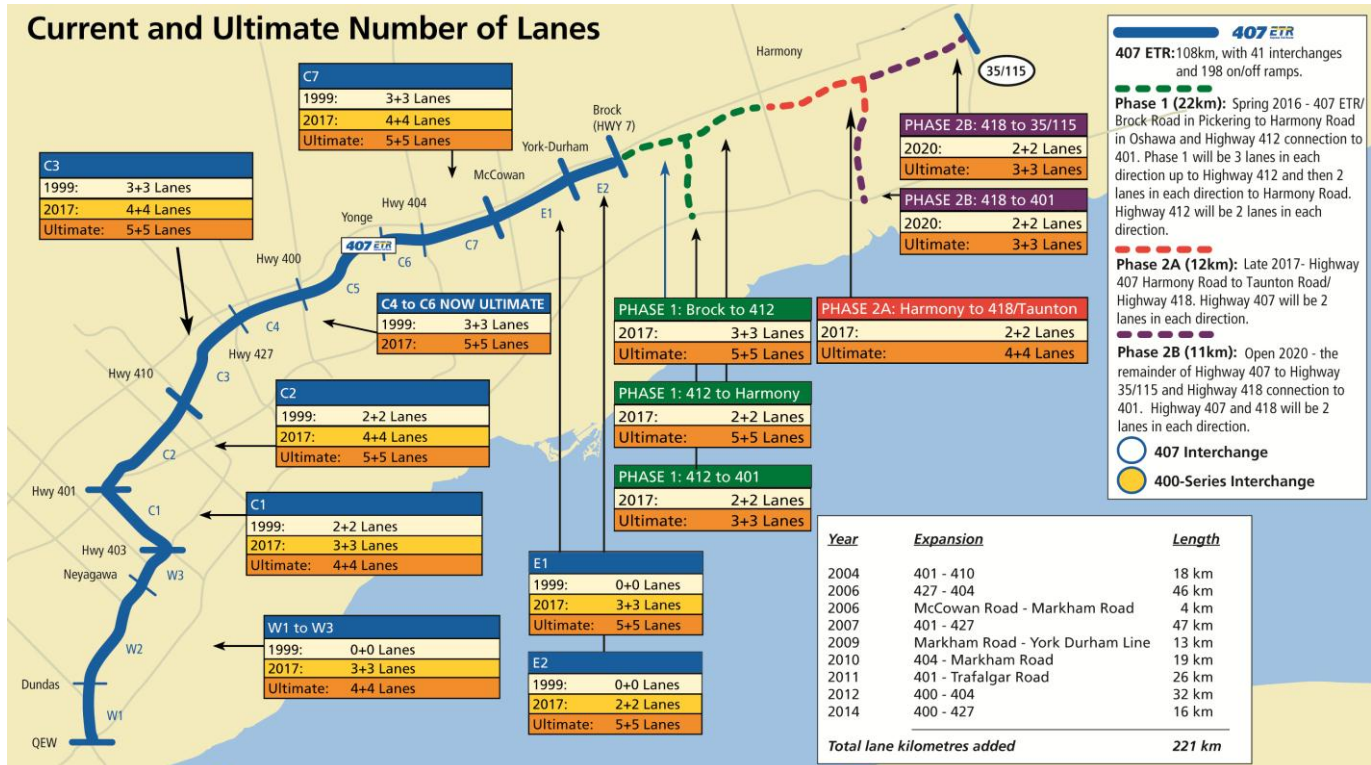 Current and Ultimate Number of Lanes
C7
1999: 3+3 Lanes
2017: 4+4 Lanes
Ultimate: 5+5 Lanes
C3
1999: 3+3 Lanes
2017: 4+4 Lanes
Ultimate: 5+5 Lanes
C4 to C6 NOW ULTIMATE
1999: 3+3 Lanes
2017: 5+5 Lanes
C2
1999: 2+2 Lanes
2017: 4+4 Lanes
Ultimate: 5+5 Lanes
C1
1999: 2+2 Lanes
2017: 3+3 Lanes
Ultimate: 4+4 Lanes
W1 to W3
1999: 0+0 Lanes
2017: 3+3 Lanes
Ultimate: 4+4 Lanes
E1
1999: 0+0 Lanes
2017: 3+3 Lanes
Ultimate: 5+5 Lanes
E2
1999: 0+0 Lanes
2017: 2+2 Lanes
Ultimate: 5+5 Lanes
PHASE 1: Brock to 412
2017: 3+3 Lanes
Ultimate: 5+5 Lanes
PHASE 1: 412 to Harmony
2017: 2+2 Lanes
Ultimate: 5+5 Lanes
PHASE 1: 412 to 401
2017: 2+2 Lanes
Ultimate: 3+3 Lanes
PHASE 2A: Harmony to 418/Taunton
2017: 2+2 Lanes
Ultimate: 4+4 Lanes
PHASE 2B: 418 to 35/115
2020: 2+2 Lanes
Ultimate: 3+3 Lanes
PHASE 2B: 418 to 401
2020: 2+2 Lanes
Ultimate: 3+3 Lanes
Harmony
35/115
Brock
(HWY 7)
York-Durham
E2
McCowan
E1
Hwy 404
C7
Yonge
407 ETR
C6
Hwy 400
C5
C4
Hwy 427
C3
Hwy 410
C2
Hwy 401
C1
Hwy 403
Neyagawa
W3
W2
Dundas
W1
QEW
407 ETR
407 ETR: 108km, with 41 interchanges
and 198 on/off ramps.
Phase 1 (22km): Spring 2016 - 407 ETR/
Brock Road in Pickering to Harmony Road
in Oshawa and Highway 412 connection to
401. Phase 1 will be 3 lanes in each
direction up to Highway 412 and then 2
lanes in each direction to Harmony Road.
Highway 412 will be 2 lanes in each
direction.
Phase 2A (12km): Late 2017- Highway
407 Harmony Road to Taunton Road/
Highway 418. Highway 407 will be 2
lanes in each direction.
Phase 2B (11km): Open 2020 - the
remainder of Highway 407 to Highway
35/115 and Highway 418 connection to
401. Highway 407 and 418 will be 2
lanes in each direction.
407 Interchange
400-Series Interchange
Year Expansion Length
2004 401 - 410 18 km
2006 427 - 404 46 km
2006 McCowan Road - Markham Road 4 km
2007 401 - 427 47 km
2009 Markham Road - York Durham Line 13 km
2010 404 - Markham Road 19 km
2011 401 - Trafalgar Road 26 km
2012 400 - 404 32 km
2014 400 - 427 16 km
Total lane kilometres added 221 km